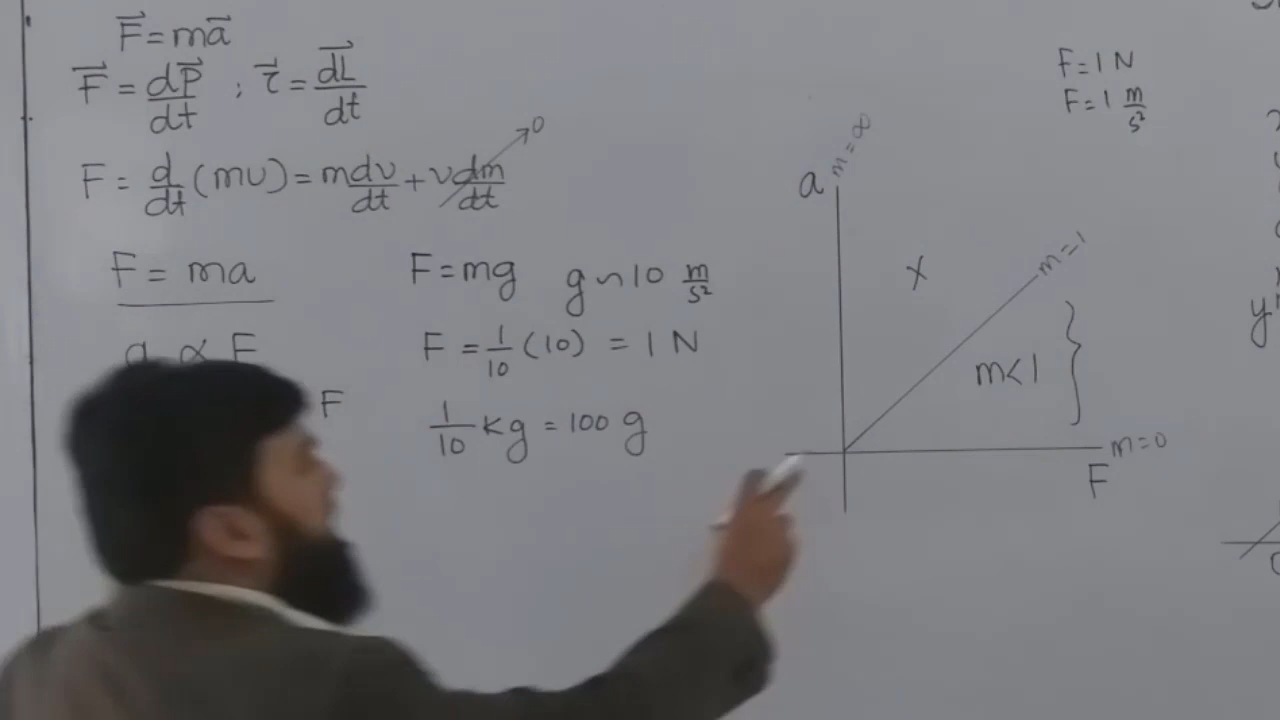 F⃗ = ma⃗
F⃗ = dP⃗/dt ; τ⃗ = dL⃗/dt
F = d/dt (mv) = m dv/dt + v dm/dt → 0
F = ma
a ∝ F
F
F = mg g ~ 10 m/s²
F = 1/10 (10) = 1 N
1/10 kg = 100 g
a
m = ∞
X
m = 1
m < 1 }
m = 0
F
F = 1 N
F = 1 m/s²
y